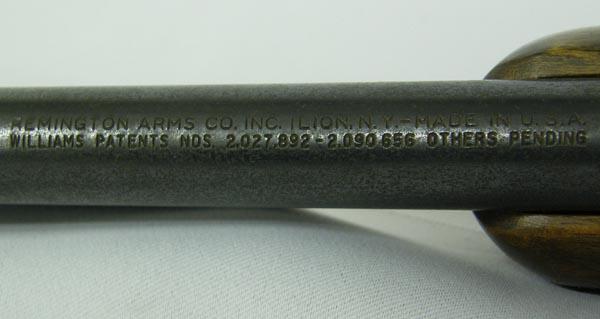 REMINGTON ARMS CO. INC. ILION, N.Y.–MADE IN U.S.A.
WILLIAMS PATENTS NOS. 2,027,892–2,090,656 OTHERS PENDING